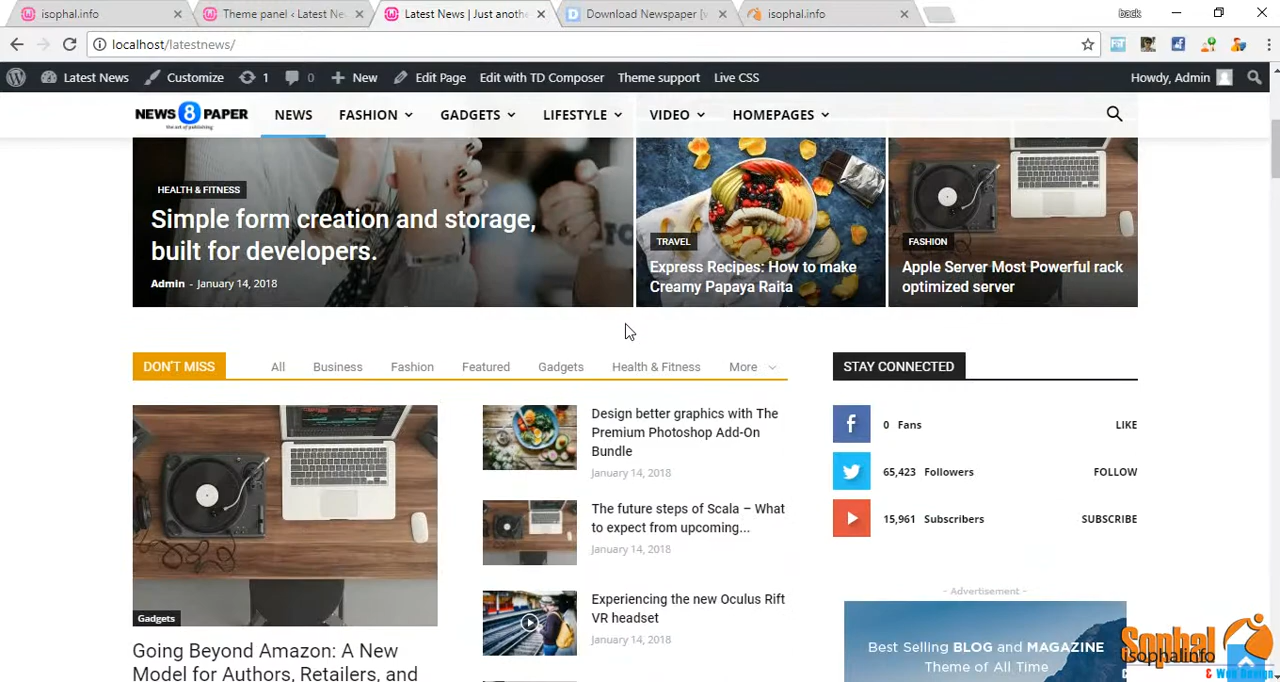 isophal.info
Theme panel ‹ Latest Ne
Latest News | Just anoth
Download Newspaper [v
isophal.info
back
localhost/latestnews/
Latest News
Customize
1
0
New
Edit Page
Edit with TD Composer
Theme support
Live CSS
Howdy, Admin
NEWS 8 PAPER
the art of publishing
NEWS
FASHION
GADGETS
LIFESTYLE
VIDEO
HOMEPAGES
HEALTH & FITNESS
Simple form creation and storage,
built for developers.
Admin - January 14, 2018
TRAVEL
Express Recipes: How to make
Creamy Papaya Raita
FASHION
Apple Server Most Powerful rack
optimized server
DON'T MISS
All
Business
Fashion
Featured
Gadgets
Health & Fitness
More
Gadgets
Going Beyond Amazon: A New
Model for Authors, Retailers, and
Design better graphics with The
Premium Photoshop Add-On
Bundle
January 14, 2018
The future steps of Scala – What
to expect from upcoming...
January 14, 2018
Experiencing the new Oculus Rift
VR headset
January 14, 2018
STAY CONNECTED
0 Fans
LIKE
65,423 Followers
FOLLOW
15,961 Subscribers
SUBSCRIBE
- Advertisement -
Best Selling BLOG and MAGAZINE
Theme of All Time
Sophal
isophalinfo
& Web Design